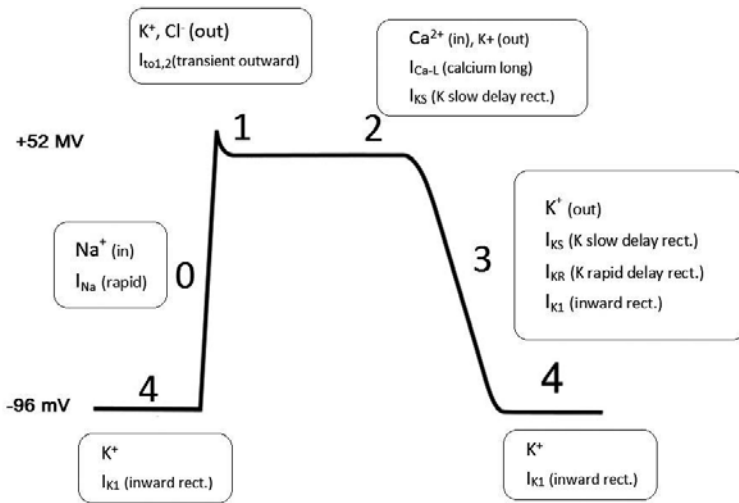 K⁺, Cl⁻ (out)
Ito1,2(transient outward)
Ca²⁺ (in), K+ (out)
ICa-L (calcium long)
IKS (K slow delay rect.)
+52 MV
1
2
Na⁺ (in)
INa (rapid)
0
3
K⁺ (out)
IKS (K slow delay rect.)
IKR (K rapid delay rect.)
IK1 (inward rect.)
-96 mV
4
4
K⁺
IK1 (inward rect.)
K⁺
IK1 (inward rect.)